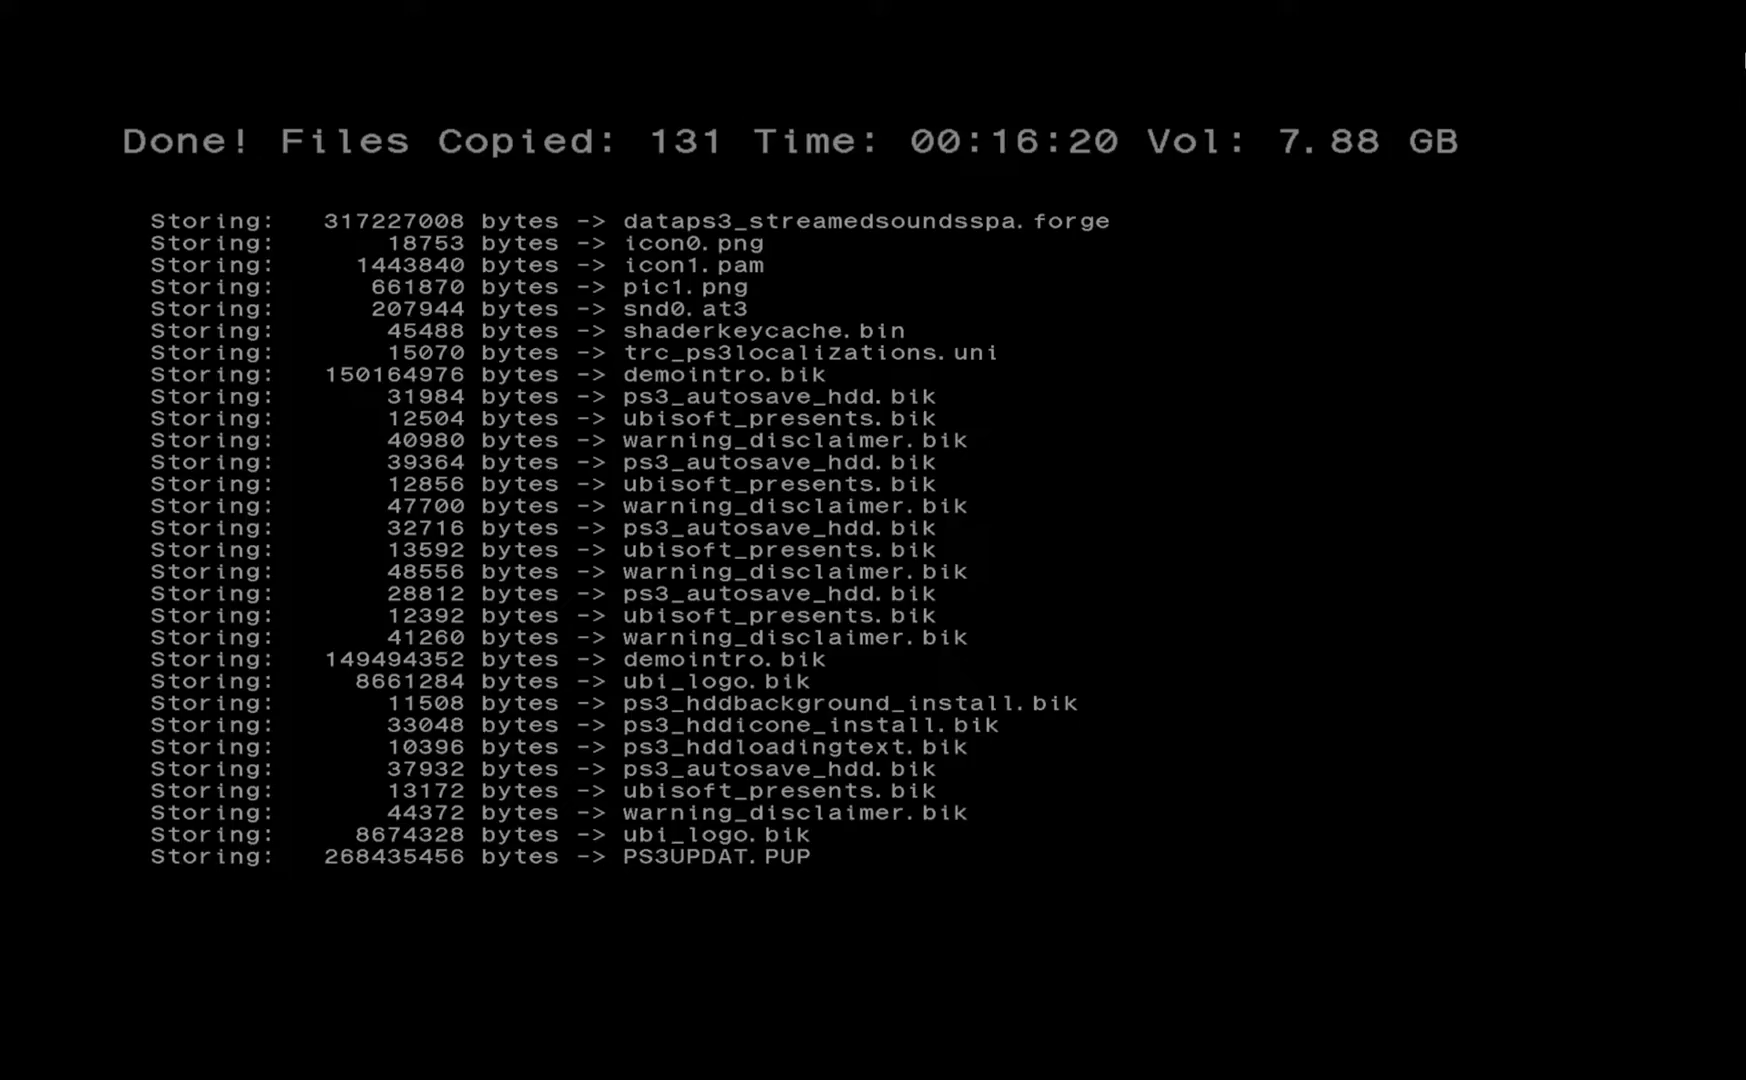 Done! Files Copied: 131 Time: 00:16:20 Vol: 7.88 GB
Storing: 317227008 bytes -> dataps3_streamedsoundsspa.forge
Storing: 18753 bytes -> icon0.png
Storing: 1443840 bytes -> icon1.pam
Storing: 661870 bytes -> pic1.png
Storing: 207944 bytes -> snd0.at3
Storing: 45488 bytes -> shaderkeycache.bin
Storing: 15070 bytes -> trc_ps3localizations.uni
Storing: 150164976 bytes -> demointro.bik
Storing: 31984 bytes -> ps3_autosave_hdd.bik
Storing: 12504 bytes -> ubisoft_presents.bik
Storing: 40980 bytes -> warning_disclaimer.bik
Storing: 39364 bytes -> ps3_autosave_hdd.bik
Storing: 12856 bytes -> ubisoft_presents.bik
Storing: 47700 bytes -> warning_disclaimer.bik
Storing: 32716 bytes -> ps3_autosave_hdd.bik
Storing: 13592 bytes -> ubisoft_presents.bik
Storing: 48556 bytes -> warning_disclaimer.bik
Storing: 28812 bytes -> ps3_autosave_hdd.bik
Storing: 12392 bytes -> ubisoft_presents.bik
Storing: 41260 bytes -> warning_disclaimer.bik
Storing: 149494352 bytes -> demointro.bik
Storing: 8661284 bytes -> ubi_logo.bik
Storing: 11508 bytes -> ps3_hddbackground_install.bik
Storing: 33048 bytes -> ps3_hddicone_install.bik
Storing: 10396 bytes -> ps3_hddloadingtext.bik
Storing: 37932 bytes -> ps3_autosave_hdd.bik
Storing: 13172 bytes -> ubisoft_presents.bik
Storing: 44372 bytes -> warning_disclaimer.bik
Storing: 8674328 bytes -> ubi_logo.bik
Storing: 268435456 bytes -> PS3UPDAT.PUP